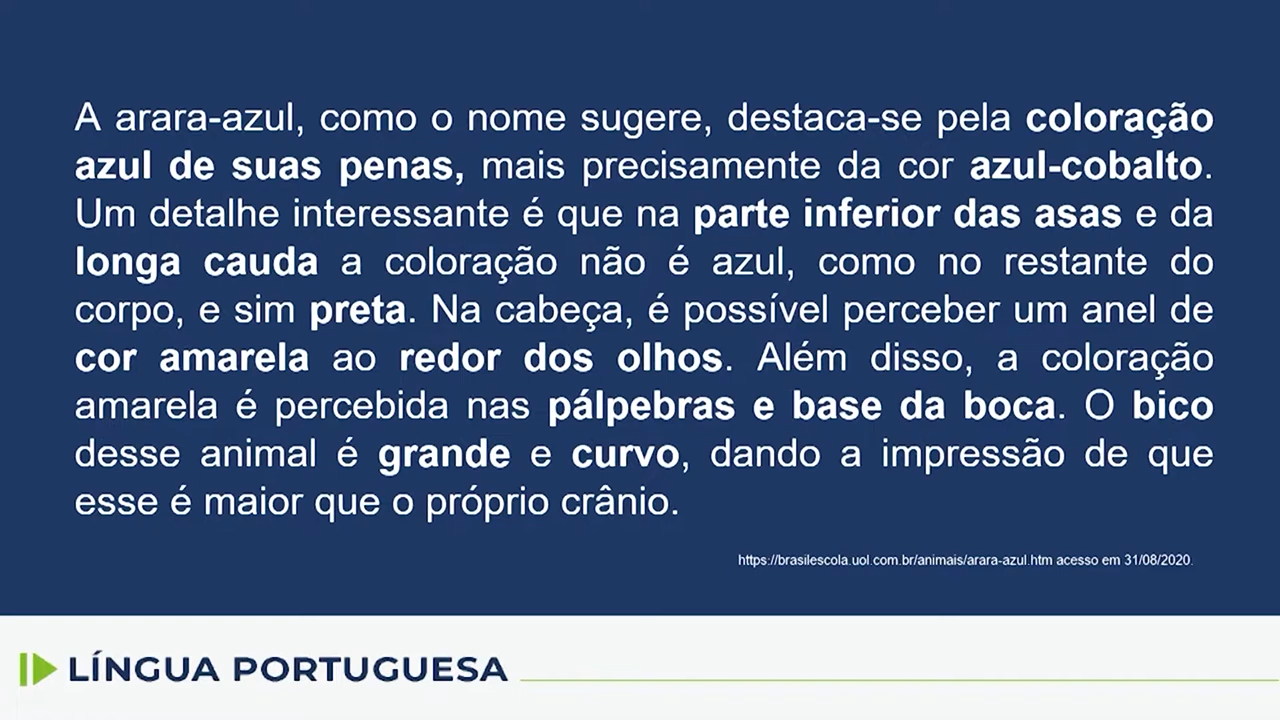 A arara-azul, como o nome sugere, destaca-se pela coloração
azul de suas penas, mais precisamente da cor azul-cobalto.
Um detalhe interessante é que na parte inferior das asas e da
longa cauda a coloração não é azul, como no restante do
corpo, e sim preta. Na cabeça, é possível perceber um anel de
cor amarela ao redor dos olhos. Além disso, a coloração
amarela é percebida nas pálpebras e base da boca. O bico
desse animal é grande e curvo, dando a impressão de que
esse é maior que o próprio crânio.
https://brasilescola.uol.com.br/animais/arara-azul.htm acesso em 31/08/2020.
LÍNGUA PORTUGUESA